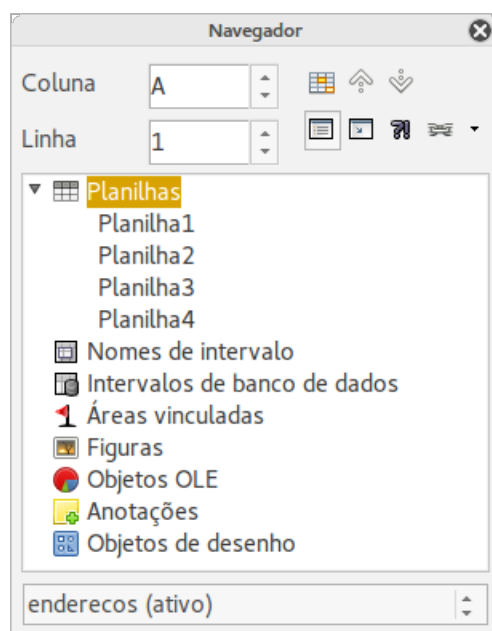 Navegador
Coluna A
Linha 1
Planilhas
Planilha1
Planilha2
Planilha3
Planilha4
Nomes de intervalo
Intervalos de banco de dados
Áreas vinculadas
Figuras
Objetos OLE
Anotações
Objetos de desenho
enderecos (ativo)